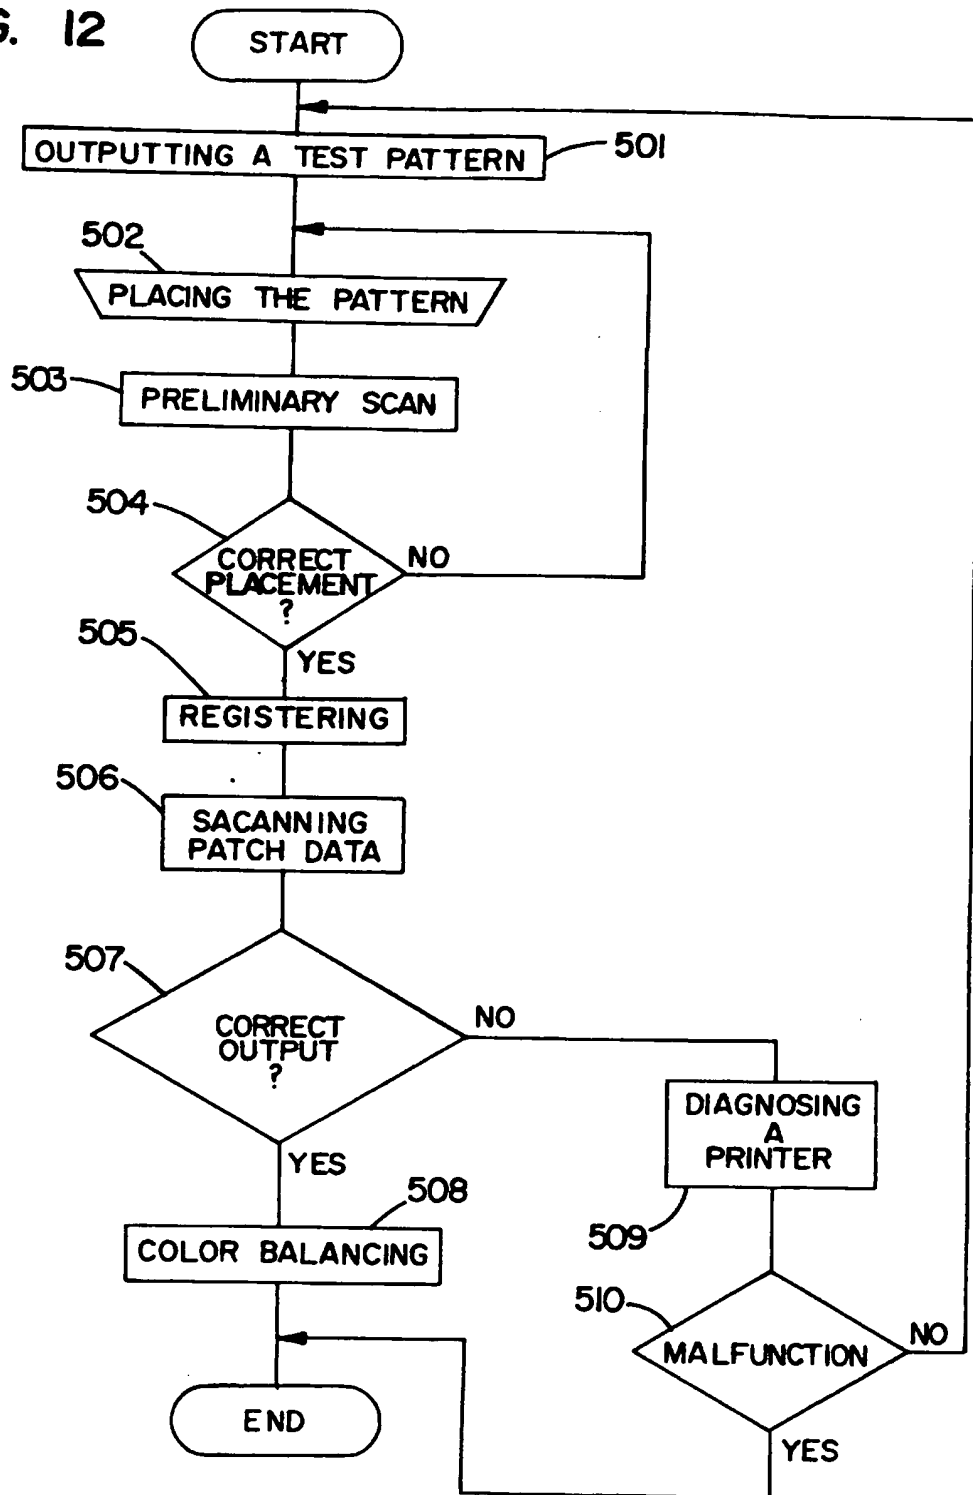 G. 12
START
OUTPUTTING A TEST PATTERN
501
502
PLACING THE PATTERN
503
PRELIMINARY SCAN
504
CORRECT
PLACEMENT
?
NO
YES
505
REGISTERING
506
SACANNING
PATCH DATA
507
CORRECT
OUTPUT
?
NO
YES
DIAGNOSING
A
PRINTER
509
508
COLOR BALANCING
510
MALFUNCTION
NO
YES
END